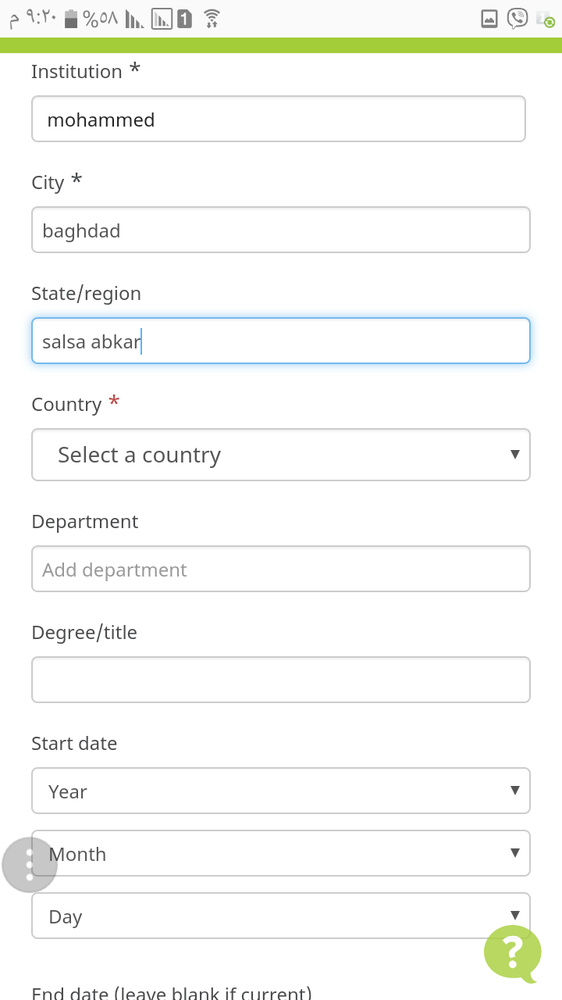 م ٩:٢٠ %٥٨ 1
Institution *
mohammed
City *
baghdad
State/region
salsa abkar
Country *
Select a country
Department
Add department
Degree/title
Start date
Year
Month
Day
?
End date (leave blank if current)